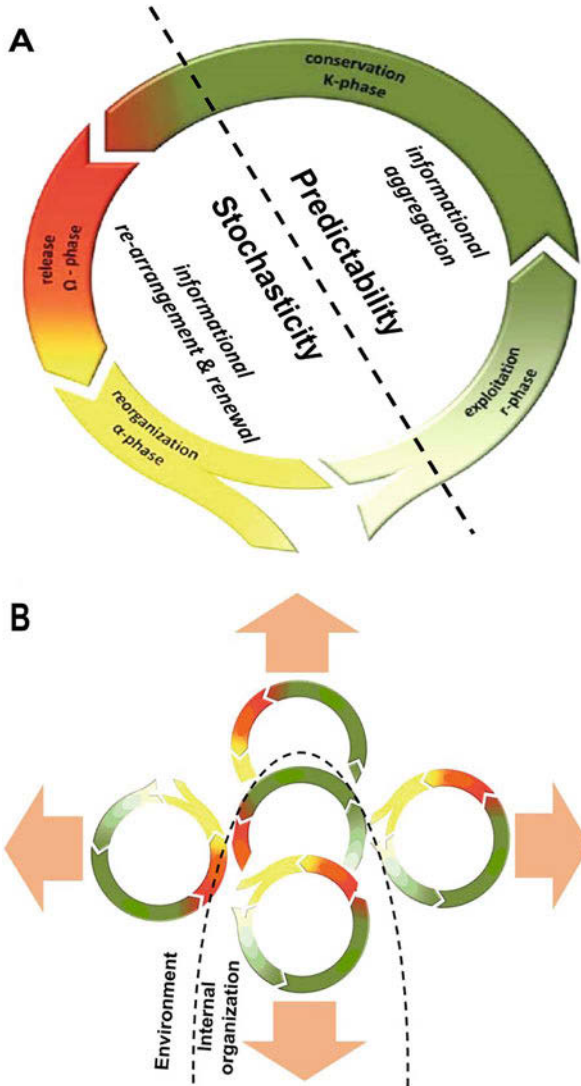 A
conservation
K-phase
informational
aggregation
Predictability
Stochasticity
informational
re-arrangement & renewal
release
Ω - phase
exploitation
r-phase
reorganization
α-phase
B
Environment
Internal
organization